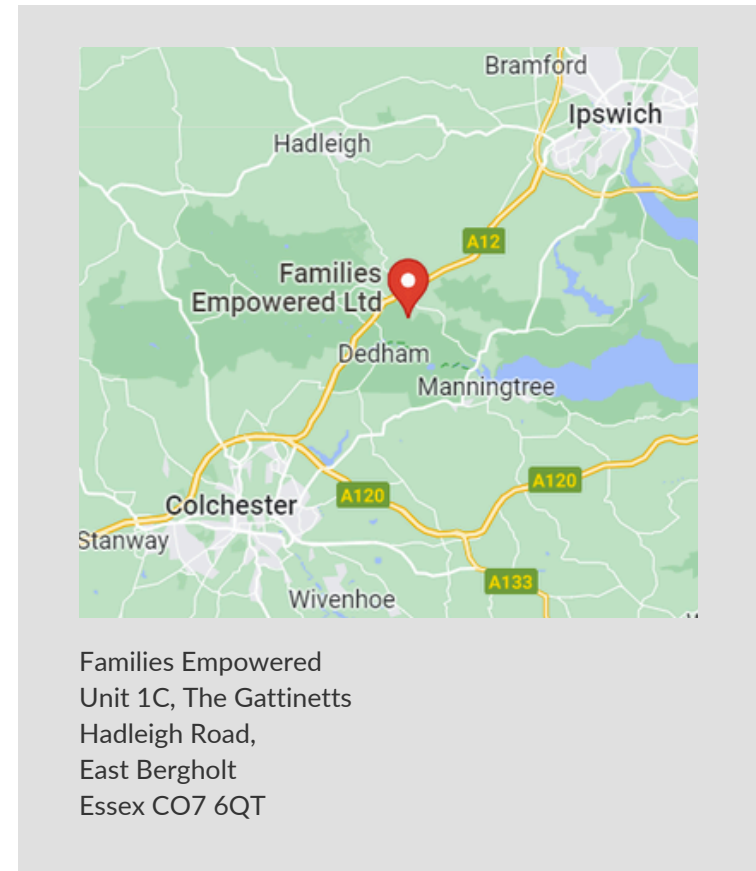 Bramford
Ipswich
Hadleigh
A12
Families
Empowered Ltd
Dedham
Manningtree
A120
A120
Colchester
Stanway
A133
Wivenhoe
Families Empowered
Unit 1C, The Gattinetts
Hadleigh Road,
East Bergholt
Essex CO7 6QT